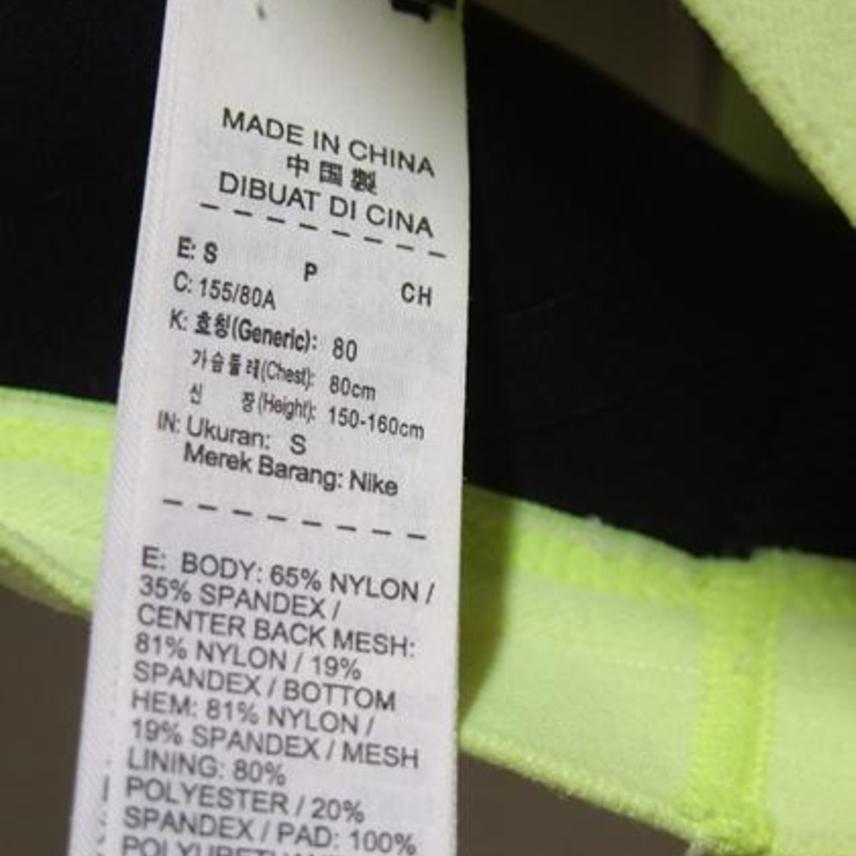 MADE IN CHINA
中国製
DIBUAT DI CINA
E: S P CH
C: 155/80A
K: 호칭(Generic): 80
가슴둘레(Chest): 80cm
신 장(Height): 150-160cm
IN: Ukuran: S
Merek Barang: Nike
E: BODY: 65% NYLON /
35% SPANDEX /
CENTER BACK MESH:
81% NYLON / 19%
SPANDEX / BOTTOM
HEM: 81% NYLON /
19% SPANDEX / MESH
LINING: 80%
POLYESTER / 20%
SPANDEX / PAD: 100%